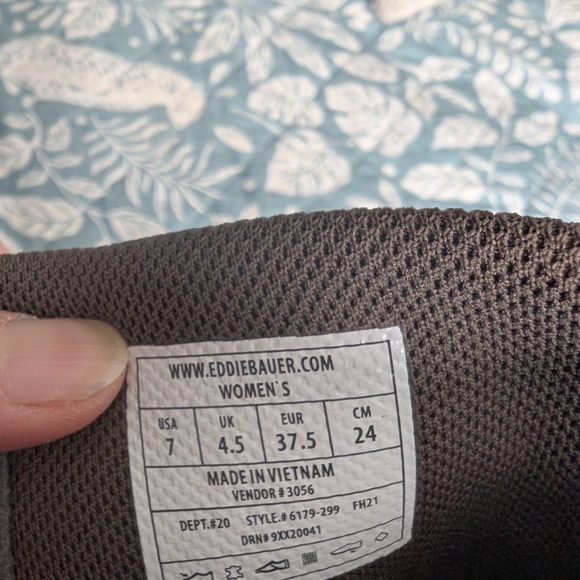 WWW.EDDIEBAUER.COM
WOMEN'S
USA UK EUR CM
7 4.5 37.5 24
MADE IN VIETNAM
VENDOR # 3056
DEPT.#20 STYLE.# 6179-299 FH21
DRN# 9XX20041